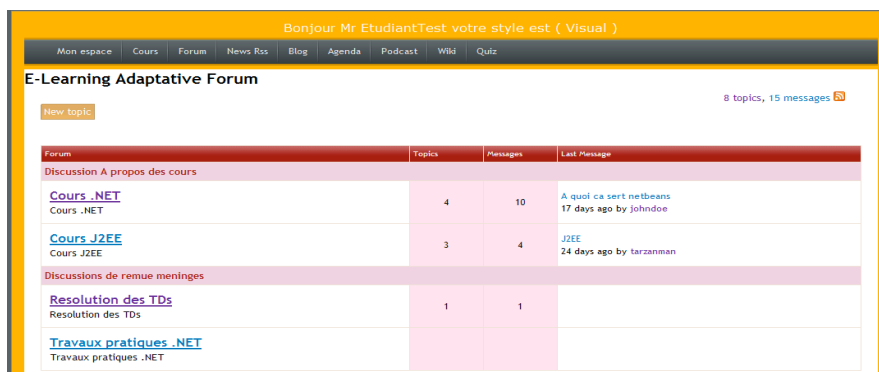 Bonjour Mr EtudiantTest votre style est ( Visual )
Mon espace Cours Forum News Rss Blog Agenda Podcast Wiki Quiz
E-Learning Adaptative Forum
8 topics, 15 messages
New topic
Forum Topics Messages Last Message
Discussion A propos des cours
Cours .NET 4 10 A quoi ca sert netbeans
Cours .NET 17 days ago by johndoe
Cours J2EE 3 4 J2EE
Cours J2EE 24 days ago by tarzanman
Discussions de remue meninges
Resolution des TDs 1 1
Resolution des TDs
Travaux pratiques .NET
Travaux pratiques .NET